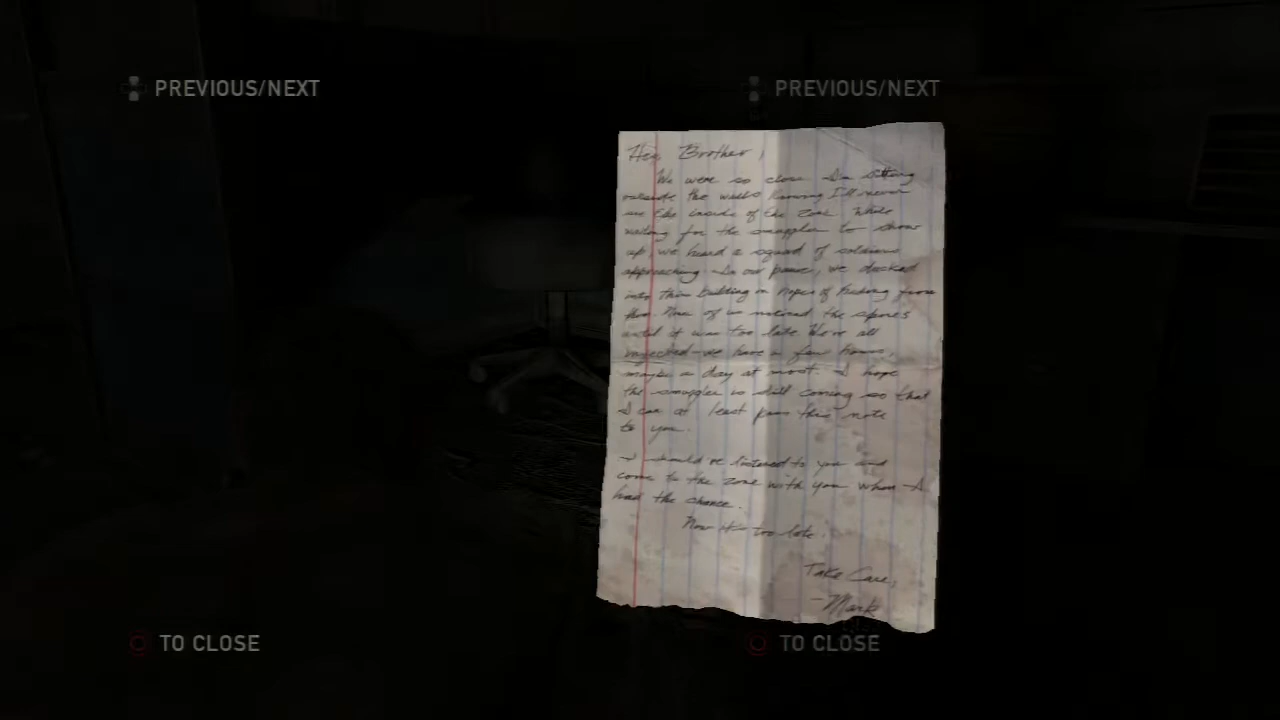 PREVIOUS/NEXT
PREVIOUS/NEXT
Hey Brother,
We were so close. I'm sitting
outside the walls knowing I'll never
see the inside of the zone. While
waiting for the smuggler to show
up, we heard a squad of soldiers
approaching. In our panic, we ducked
into this building in hopes of hiding from
them. None of us noticed the spores
until it was too late. We're all
infected - we have a few hours,
maybe a day at most. I hope
the smuggler is still coming so that
I can at least pass this note
to you.
I should've listened to you and
come to the zone with you when I
had the chance.
Now it's too late.
Take Care,
-Mark
TO CLOSE
TO CLOSE